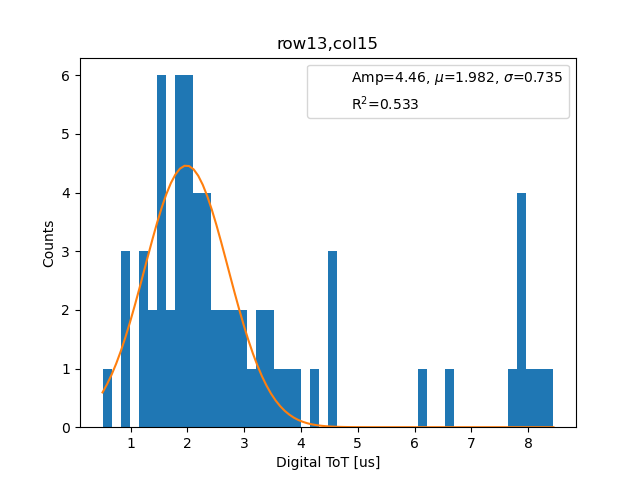 row13,col15
Amp=4.46, μ=1.982, σ=0.735
R²=0.533
Counts
6
5
4
3
2
1
0
1 2 3 4 5 6 7 8
Digital ToT [us]